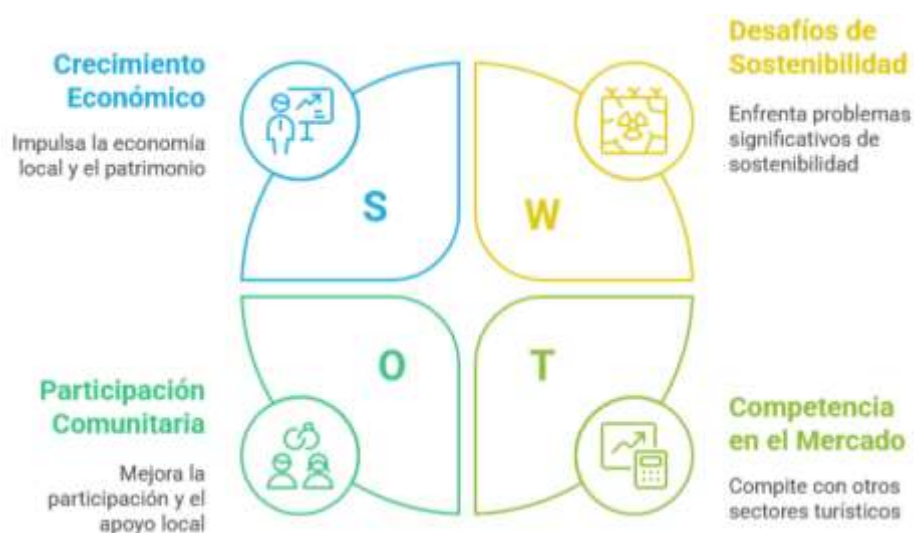 Crecimiento
Económico
Impulsa la economía
local y el patrimonio
S
Desafíos de
Sostenibilidad
Enfrenta problemas
significativos de
sostenibilidad
W
Participación
Comunitaria
Mejora la
participación y el
apoyo local
O
T
Competencia
en el Mercado
Compite con otros
sectores turísticos